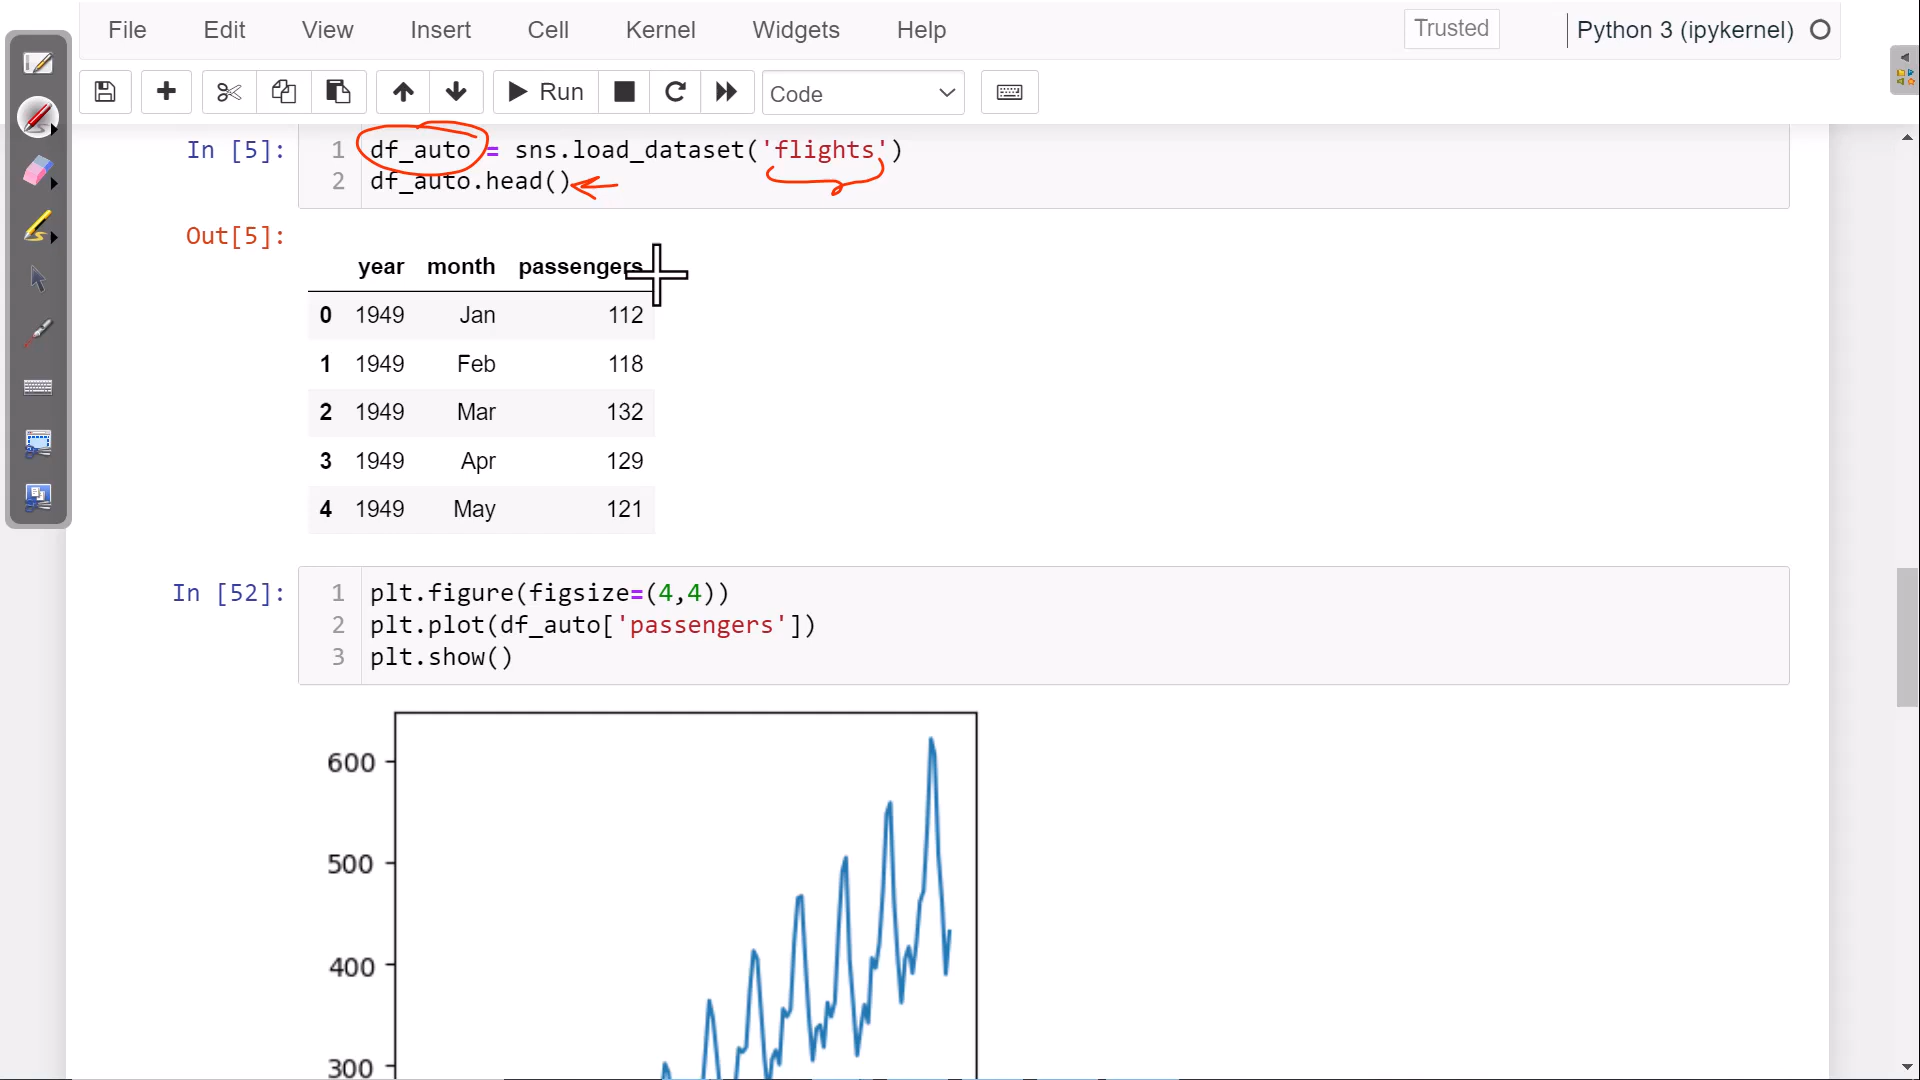 File Edit View Insert Cell Kernel Widgets Help Trusted Python 3 (ipykernel)
Run Code
In [5]: 1 df_auto = sns.load_dataset('flights')
2 df_auto.head()
Out[5]:
year month passengers
0 1949 Jan 112
1 1949 Feb 118
2 1949 Mar 132
3 1949 Apr 129
4 1949 May 121
In [52]: 1 plt.figure(figsize=(4,4))
2 plt.plot(df_auto['passengers'])
3 plt.show()
600
500
400
300